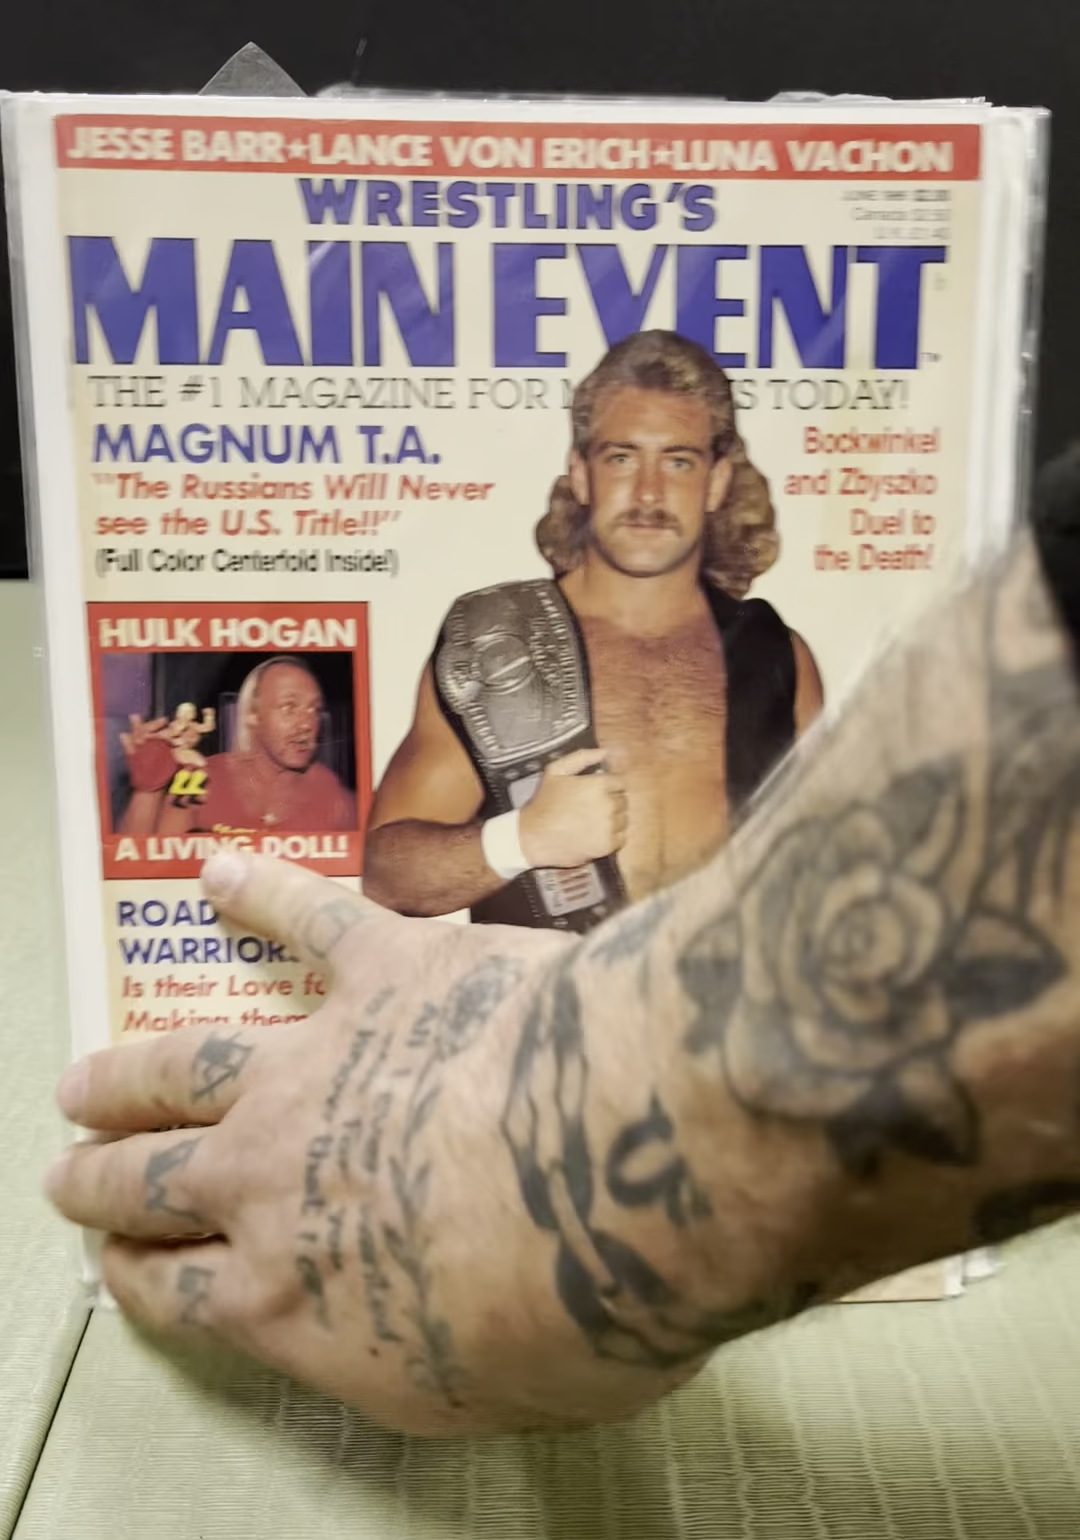 JESSE BARR★LANCE VON ERICH★LUNA VACHON
WRESTLING'S
MAIN EVENT
THE #1 MAGAZINE FOR M S TODAY!
MAGNUM T.A.
"The Russians Will Never
see the U.S. Title!!"
(Full Color Centerfold Inside!)
Bockwinkel
and Zbyszko
Duel to
the Death!
HULK HOGAN
A LIVING DOLL!
ROAD
WARRIOR
Is their Love fo
Making them